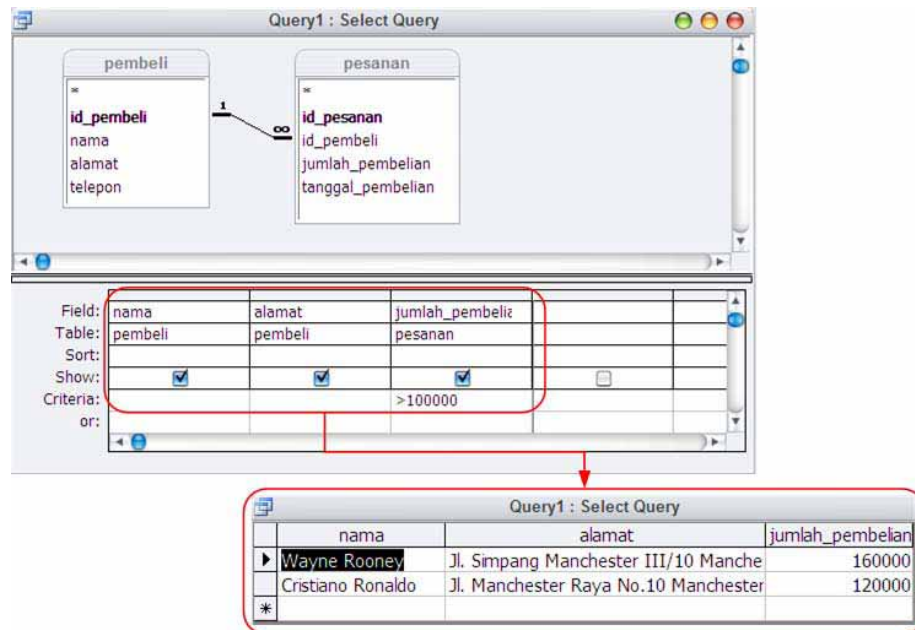 Query1 : Select Query
pembeli
*
id_pembeli
nama
alamat
telepon
1
∞
pesanan
*
id_pesanan
id_pembeli
jumlah_pembelian
tanggal_pembelian
Field: nama alamat jumlah_pembelia
Table: pembeli pembeli pesanan
Sort:
Show:
Criteria: >100000
or:
Query1 : Select Query
nama alamat jumlah_pembelian
Wayne Rooney Jl. Simpang Manchester III/10 Manche 160000
Cristiano Ronaldo Jl. Manchester Raya No.10 Manchester 120000
*